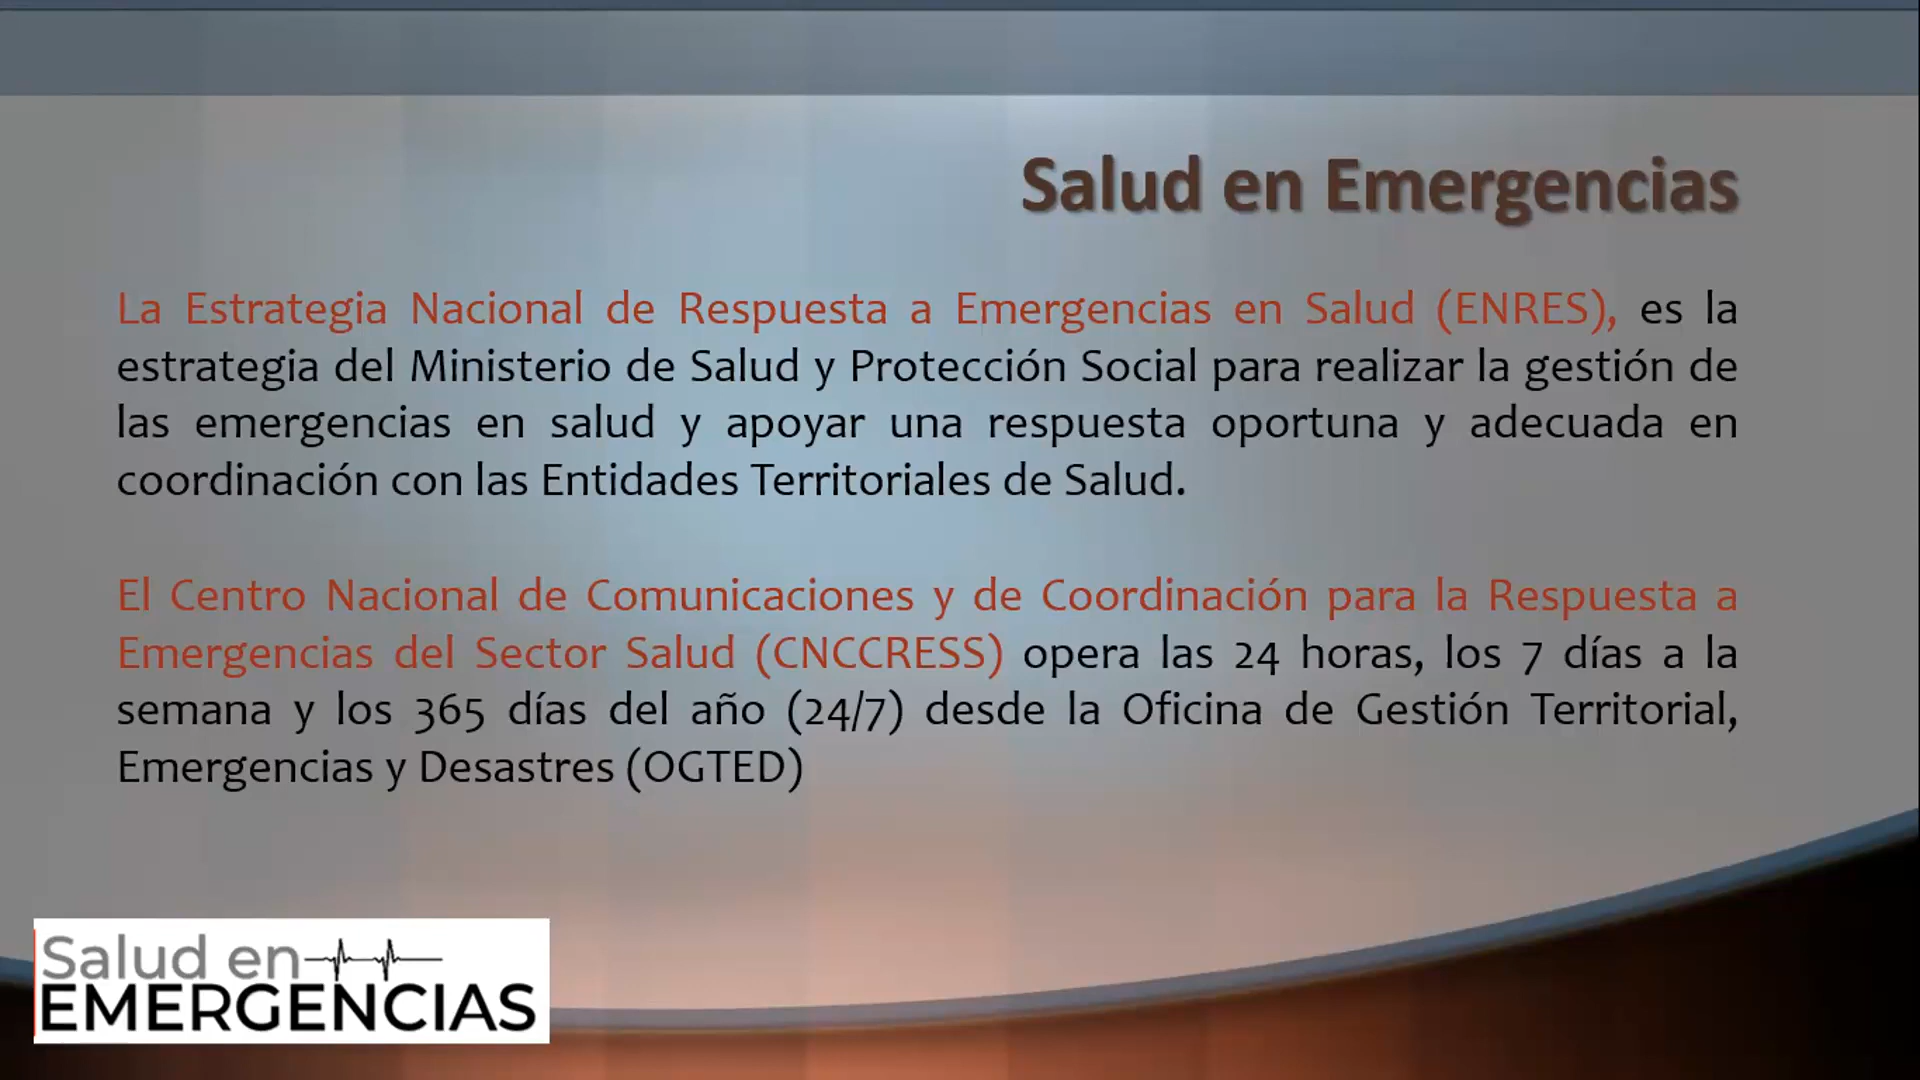 Salud en Emergencias
La Estrategia Nacional de Respuesta a Emergencias en Salud (ENRES), es la
estrategia del Ministerio de Salud y Protección Social para realizar la gestión de
las emergencias en salud y apoyar una respuesta oportuna y adecuada en
coordinación con las Entidades Territoriales de Salud.
El Centro Nacional de Comunicaciones y de Coordinación para la Respuesta a
Emergencias del Sector Salud (CNCCRESS) opera las 24 horas, los 7 días a la
semana y los 365 días del año (24/7) desde la Oficina de Gestión Territorial,
Emergencias y Desastres (OGTED)
Salud en
EMERGENCIAS